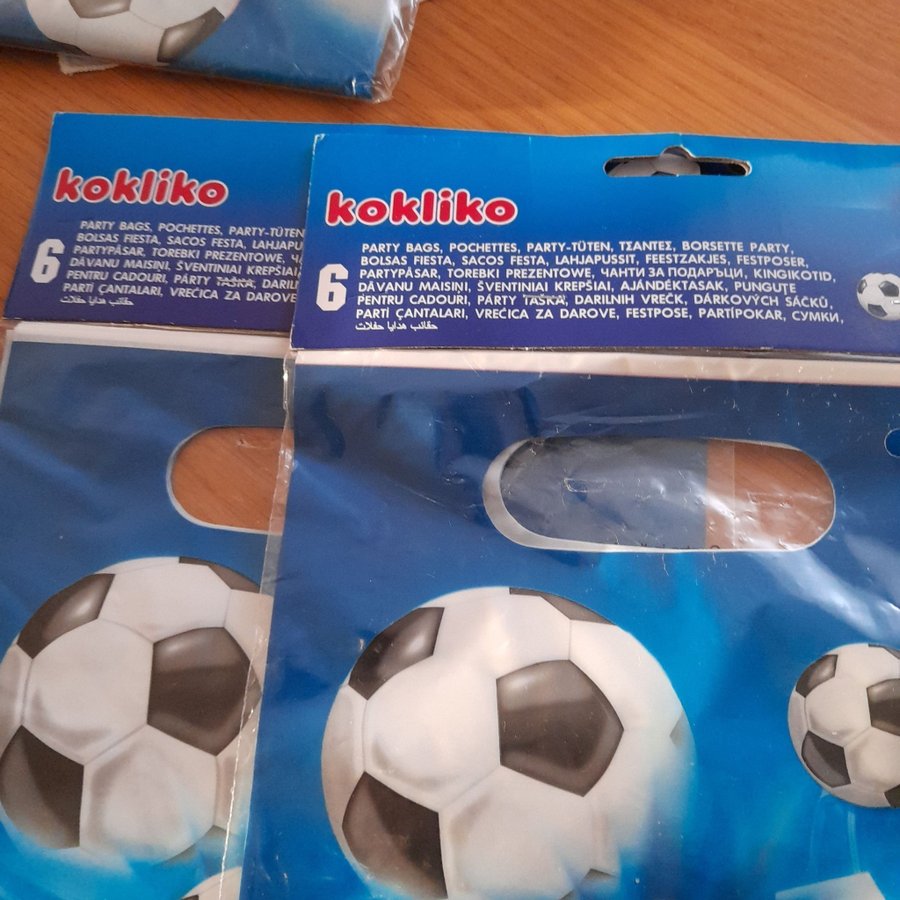 kokliko
6
PARTY BAGS, POCHETTES, PARTY-TÜTEN
BOLSAS FIESTA, SACOS FESTA, LAHJAPU
PARTYPÅSAR, TOREBKI PREZENTOWE,
DĀVANU MAISIŅI, ŠVENTINIAI KREPŠIAI
PENTRU CADOURI, PÁRTY TAŠKA, DARIL
PARTİ ÇANTALARI, VREĆICA ZA DAROVE
حقائب هدايا حفلات
kokliko
6
PARTY BAGS, POCHETTES, PARTY-TÜTEN, ΤΣΑΝΤΕΣ, BORSETTE PARTY,
BOLSAS FIESTA, SACOS FESTA, LAHJAPUSSIT, FEESTZAKJES, FESTPOSER,
PARTYPÅSAR, TOREBKI PREZENTOWE, ЧАНТИ ЗА ПОДАРЪЦИ, KINGIKOTID,
DĀVANU MAISIŅI, ŠVENTINIAI KREPŠIAI, AJÁNDÉKTASAK, PUNGUȚE
PENTRU CADOURI, PÁRTY TAŠKA, DARILNIH VREČK, DÁRKOVÝCH SÁČKŮ,
PARTİ ÇANTALARI, VREĆICA ZA DAROVE, FESTPOSE, PARTÍPOKAR, СУМКИ,
حقائب هدايا حفلات